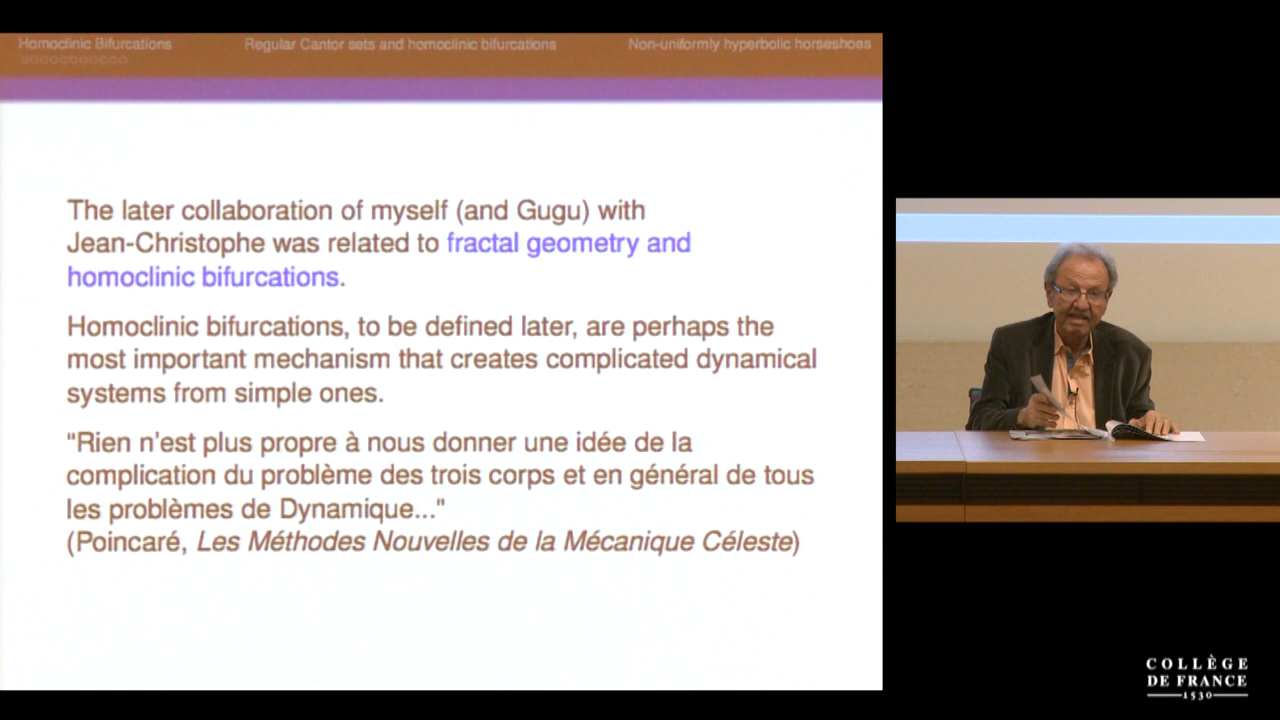 Homoclinic Bifurcations
Regular Cantor sets and homoclinic bifurcations
Non-uniformly hyperbolic horseshoes
The later collaboration of myself (and Gugu) with
Jean-Christophe was related to fractal geometry and
homoclinic bifurcations.
Homoclinic bifurcations, to be defined later, are perhaps the
most important mechanism that creates complicated dynamical
systems from simple ones.
"Rien n'est plus propre à nous donner une idée de la
complication du problème des trois corps et en général de tous
les problèmes de Dynamique..."
(Poincaré, Les Méthodes Nouvelles de la Mécanique Céleste)
COLLÈGE
DE FRANCE
1530